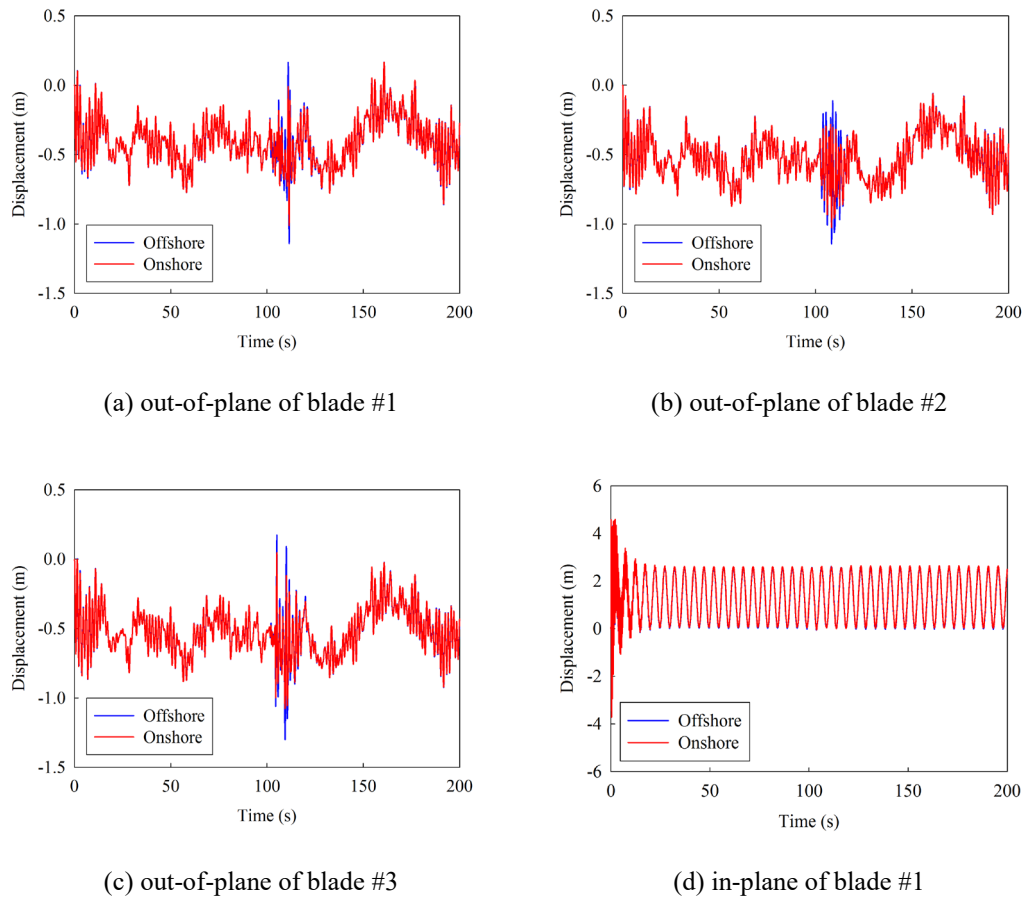 0.5
0.0
-0.5
-1.0
-1.5
Displacement (m)
Offshore
Onshore
0 50 100 150 200
Time (s)
(a) out-of-plane of blade #1
0.5
0.0
-0.5
-1.0
-1.5
Displacement (m)
Offshore
Onshore
0 50 100 150 200
Time (s)
(b) out-of-plane of blade #2
0.5
0.0
-0.5
-1.0
-1.5
Displacement (m)
Offshore
Onshore
0 50 100 150 200
Time (s)
(c) out-of-plane of blade #3
6
4
2
0
-2
-4
-6
Displacement (m)
Offshore
Onshore
0 50 100 150 200
Time (s)
(d) in-plane of blade #1